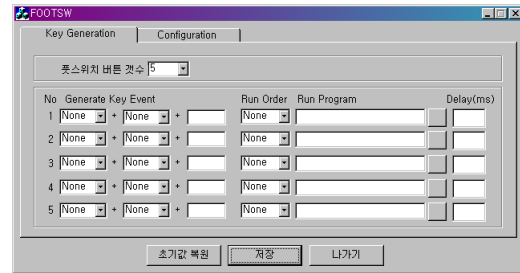 FOOTSW
Key Generation Configuration
풋스위치 버튼 갯수 5
No Generate Key Event Run Order Run Program Delay(ms)
1 None + None + None
2 None + None + None
3 None + None + None
4 None + None + None
5 None + None + None
초기값 복원 저장 나가기